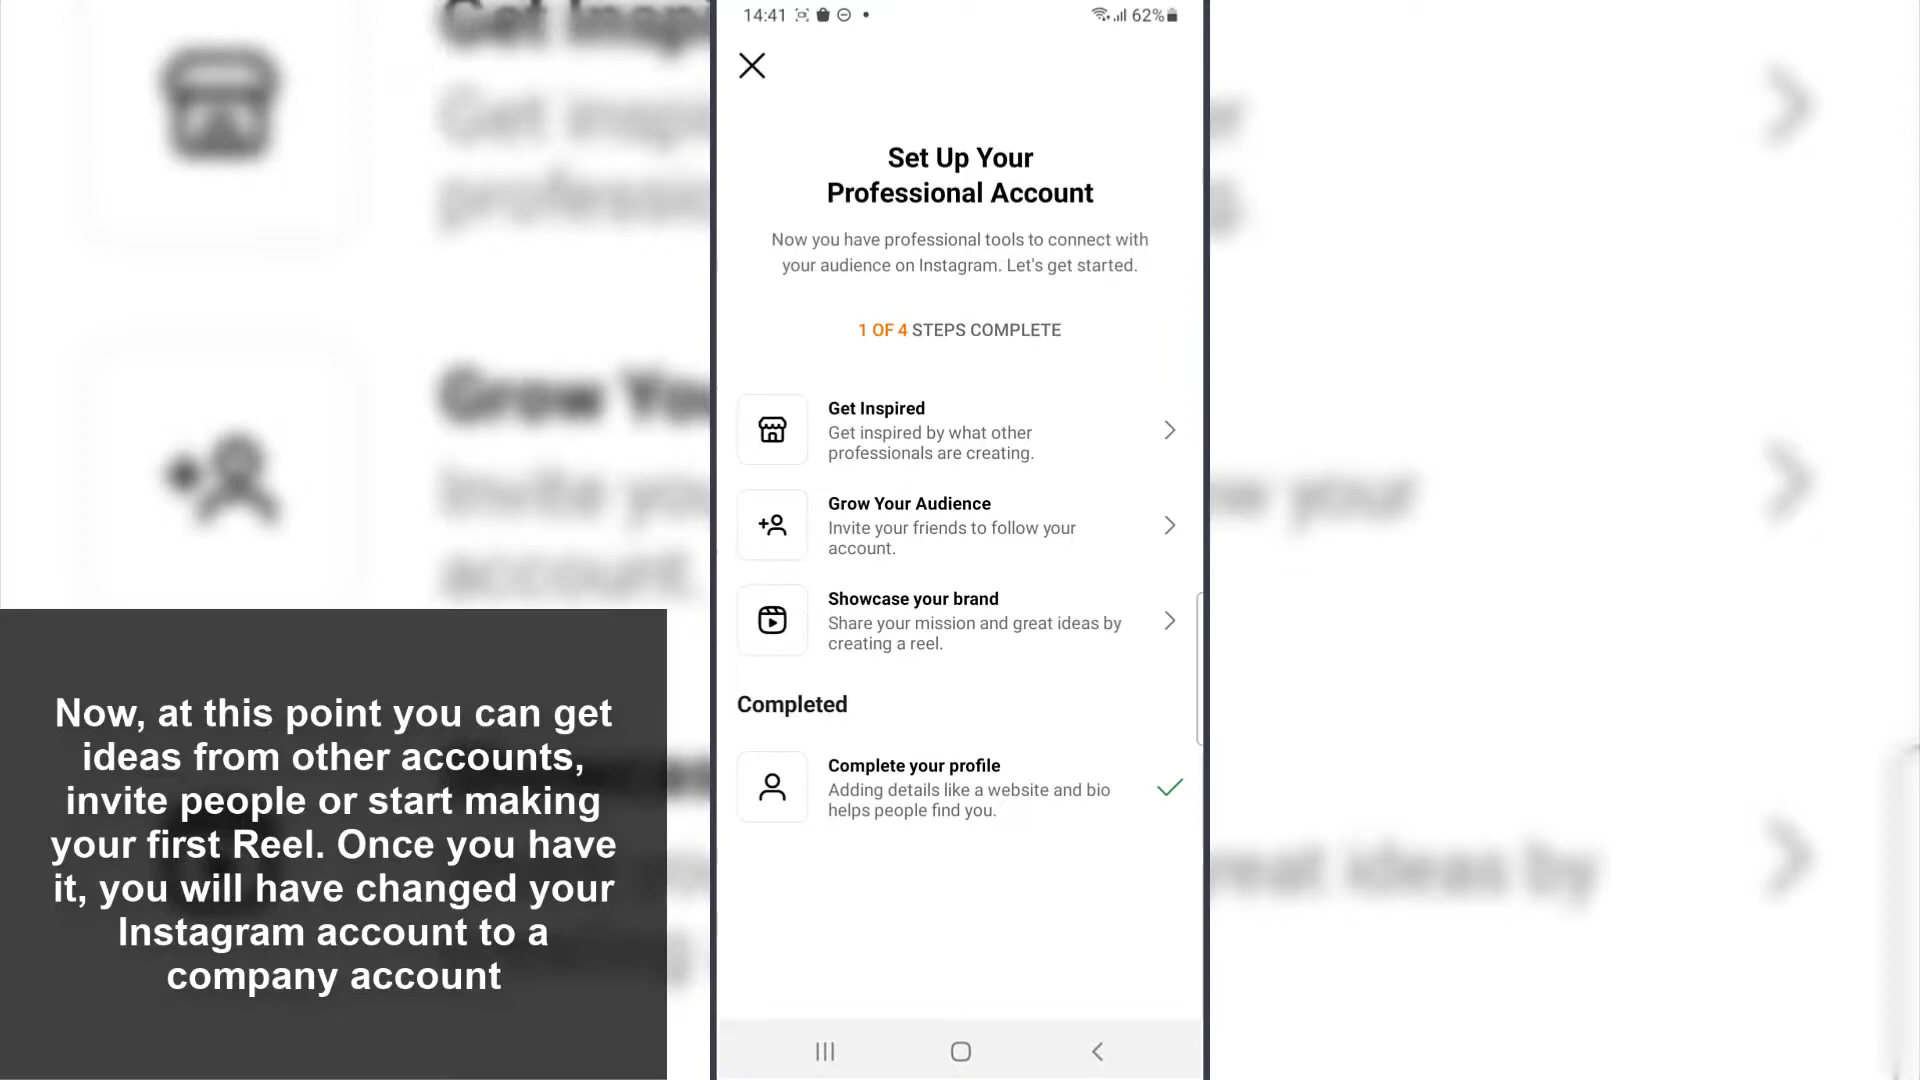 14:41
62%
Set Up Your
Professional Account
Now you have professional tools to connect with
your audience on Instagram. Let's get started.
1 OF 4 STEPS COMPLETE
Get Inspired
Get inspired by what other
professionals are creating.
Grow Your Audience
Invite your friends to follow your
account.
Showcase your brand
Share your mission and great ideas by
creating a reel.
Completed
Complete your profile
Adding details like a website and bio
helps people find you.
Now, at this point you can get
ideas from other accounts,
invite people or start making
your first Reel. Once you have
it, you will have changed your
Instagram account to a
company account